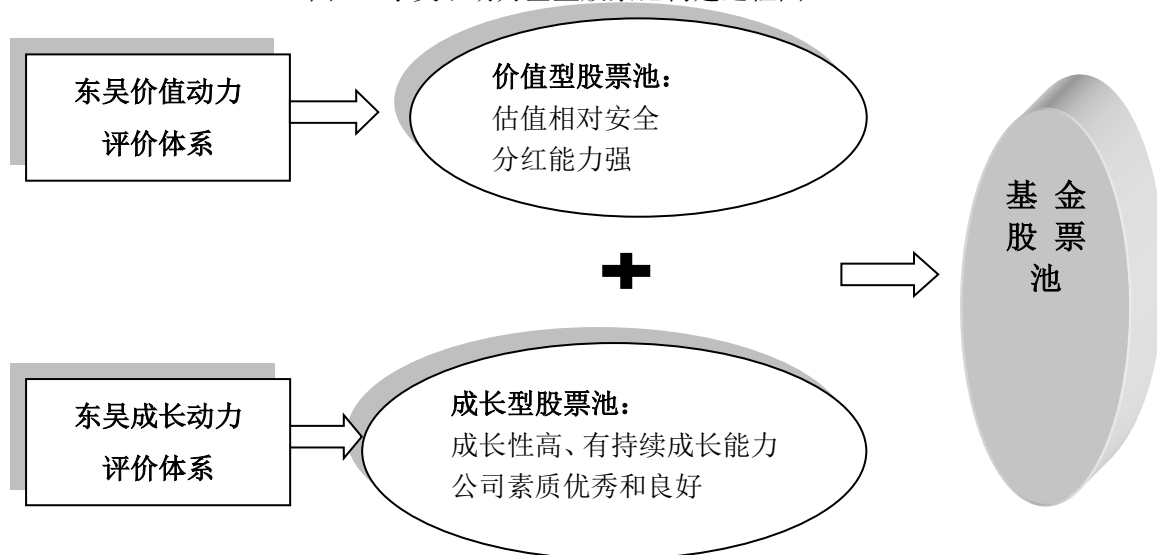 东吴价值动力
评价体系
价值型股票池：
估值相对安全
分红能力强
基 金
股 票
池
东吴成长动力
评价体系
成长型股票池：
成长性高、有持续成长能力
公司素质优秀和良好